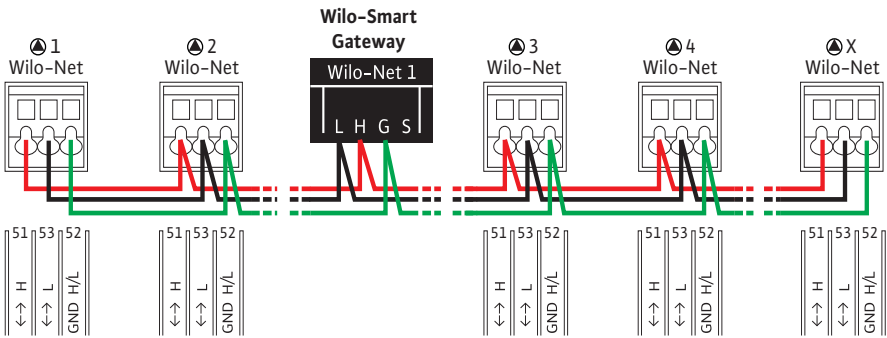 Wilo-Smart
Gateway
1
Wilo-Net
2
Wilo-Net
Wilo-Net 1
L H G S
3
Wilo-Net
4
Wilo-Net
X
Wilo-Net
51 53 52
H L GND H/L
51 53 52
H L GND H/L
51 53 52
H L GND H/L
51 53 52
H L GND H/L
51 53 52
H L GND H/L